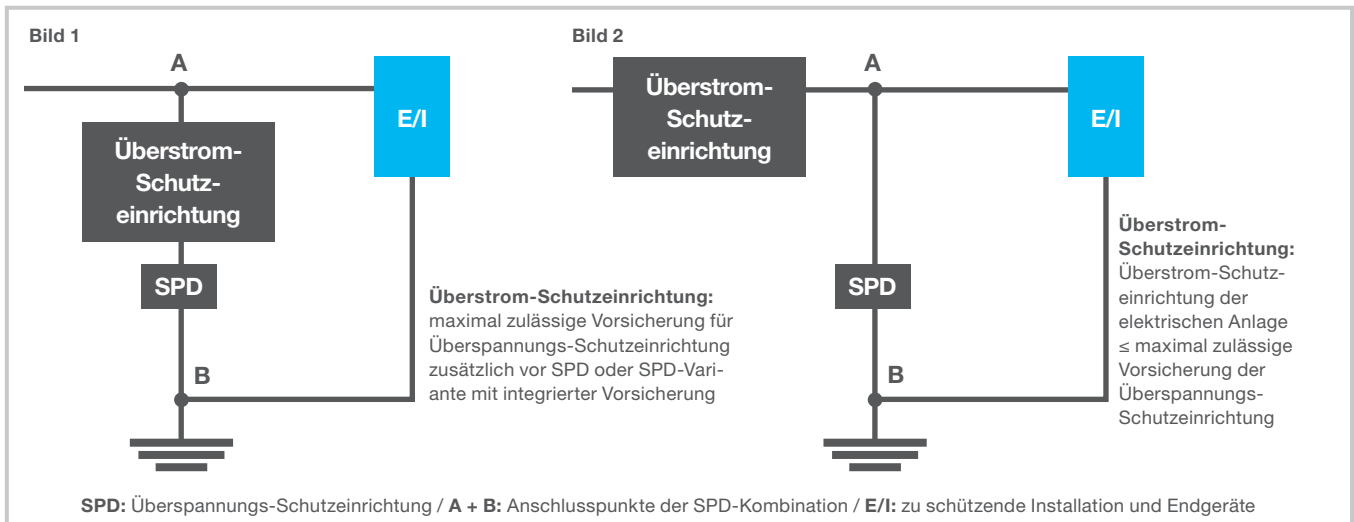 Bild 1
A
Überstrom-
Schutz-
einrichtung
SPD
B
E/I
Überstrom-Schutzeinrichtung:
maximal zulässige Vorsicherung für
Überspannungs-Schutzeinrichtung
zusätzlich vor SPD oder SPD-Vari-
ante mit integrierter Vorsicherung
Bild 2
Überstrom-
Schutz-
einrichtung
A
E/I
SPD
B
Überstrom-
Schutzeinrichtung:
Überstrom-Schutz-
einrichtung der
elektrischen Anlage
≤ maximal zulässige
Vorsicherung der
Überspannungs-
Schutzeinrichtung
SPD: Überspannungs-Schutzeinrichtung / A + B: Anschlusspunkte der SPD-Kombination / E/I: zu schützende Installation und Endgeräte